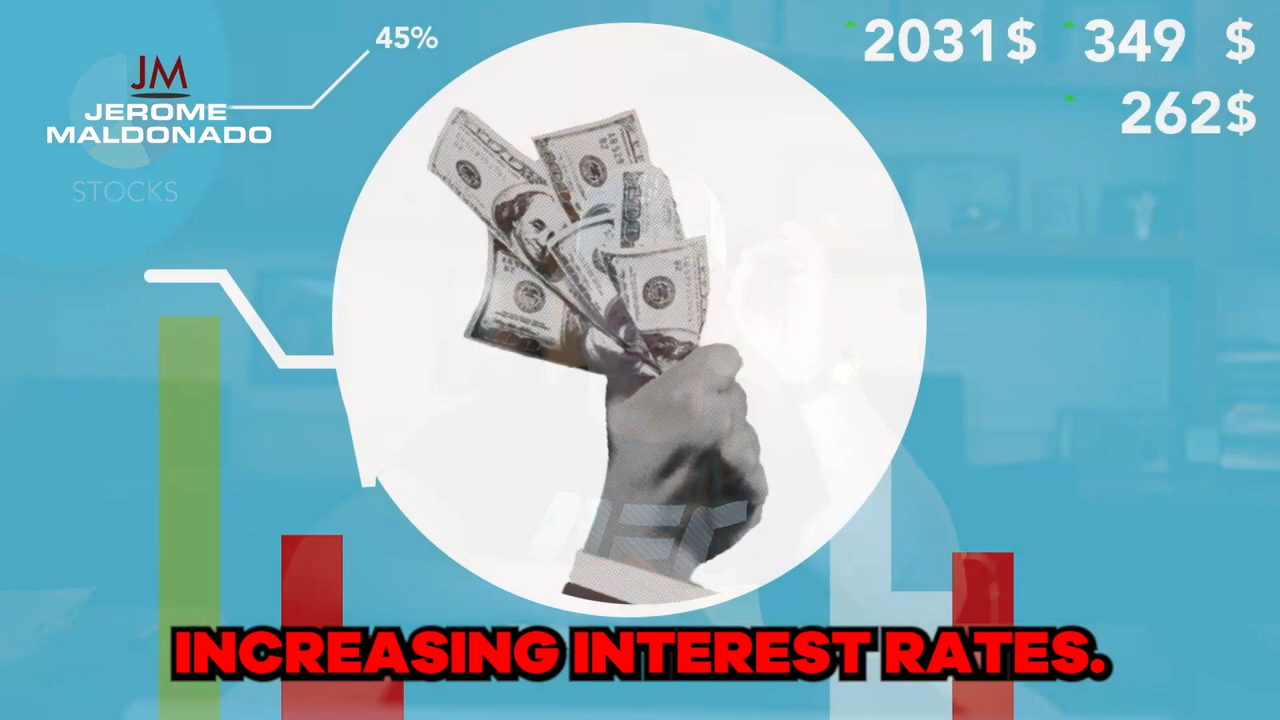 45%
2031$ 349 $
262$
JM
JEROME
MALDONADO
STOCKS
INCREASING INTEREST RATES.